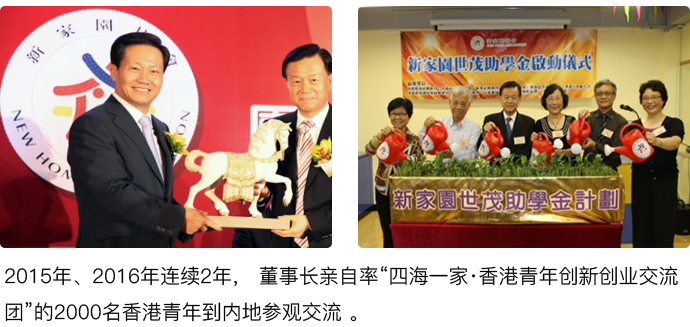 新家園 會
NEW HOM
新家園世茂助學金啟動儀式
新家園世茂助學金計劃
2015年、2016年连续2年， 董事长亲自率“四海一家·香港青年创新创业交流
团”的2000名香港青年到内地参观交流 。